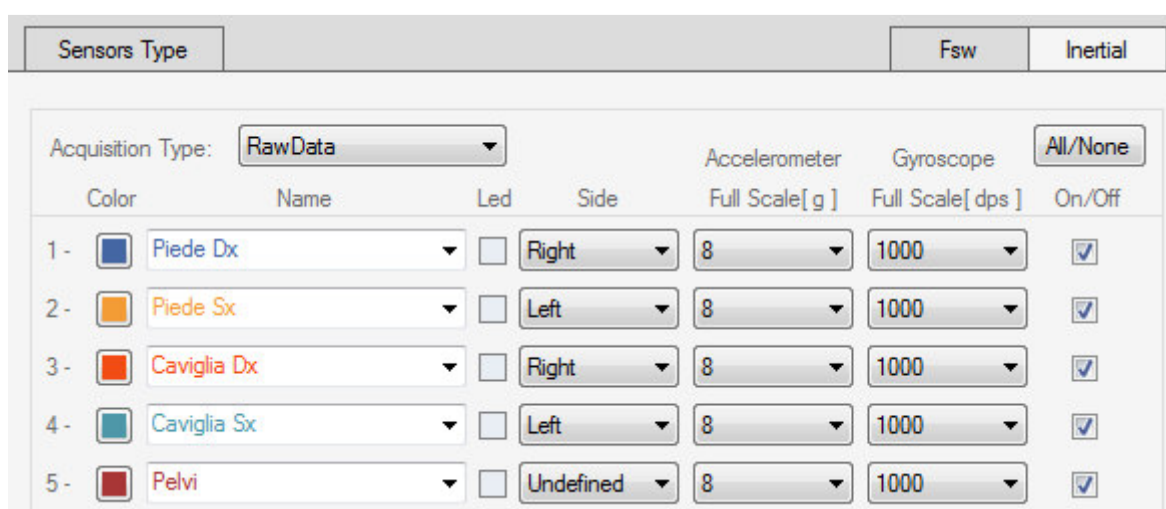 Sensors Type Fsw Inertial
Acquisition Type: RawData Accelerometer Gyroscope All/None
Color Name Led Side Full Scale[ g ] Full Scale[ dps ] On/Off
1 - Piede Dx Right 8 1000
2 - Piede Sx Left 8 1000
3 - Caviglia Dx Right 8 1000
4 - Caviglia Sx Left 8 1000
5 - Pelvi Undefined 8 1000